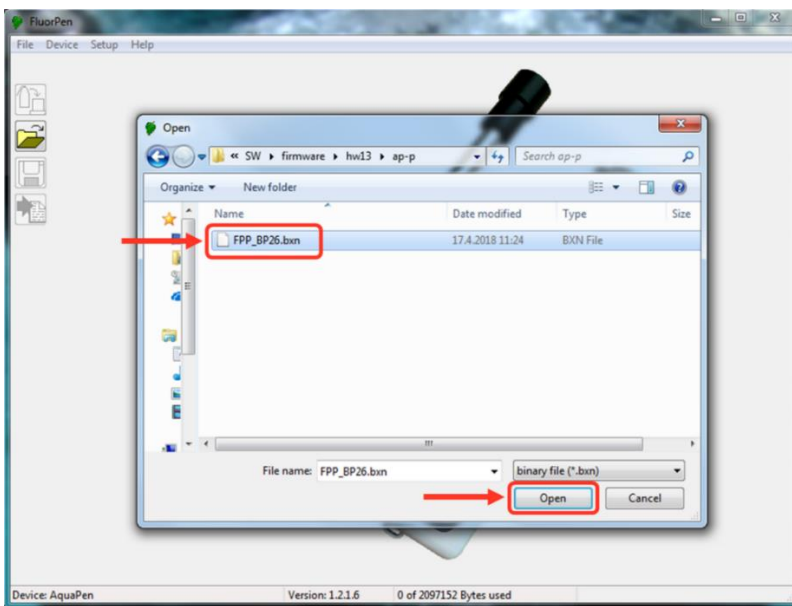 FluorPen
File Device Setup Help
Open
« SW ▸ firmware ▸ hw13 ▸ ap-p
Search ap-p
Organize ▾ New folder
Name Date modified Type Size
FPP_BP26.bxn 17.4.2018 11:24 BXN File
File name: FPP_BP26.bxn binary file (*.bxn)
Open Cancel
Device: AquaPen Version: 1.2.1.6 0 of 2097152 Bytes used